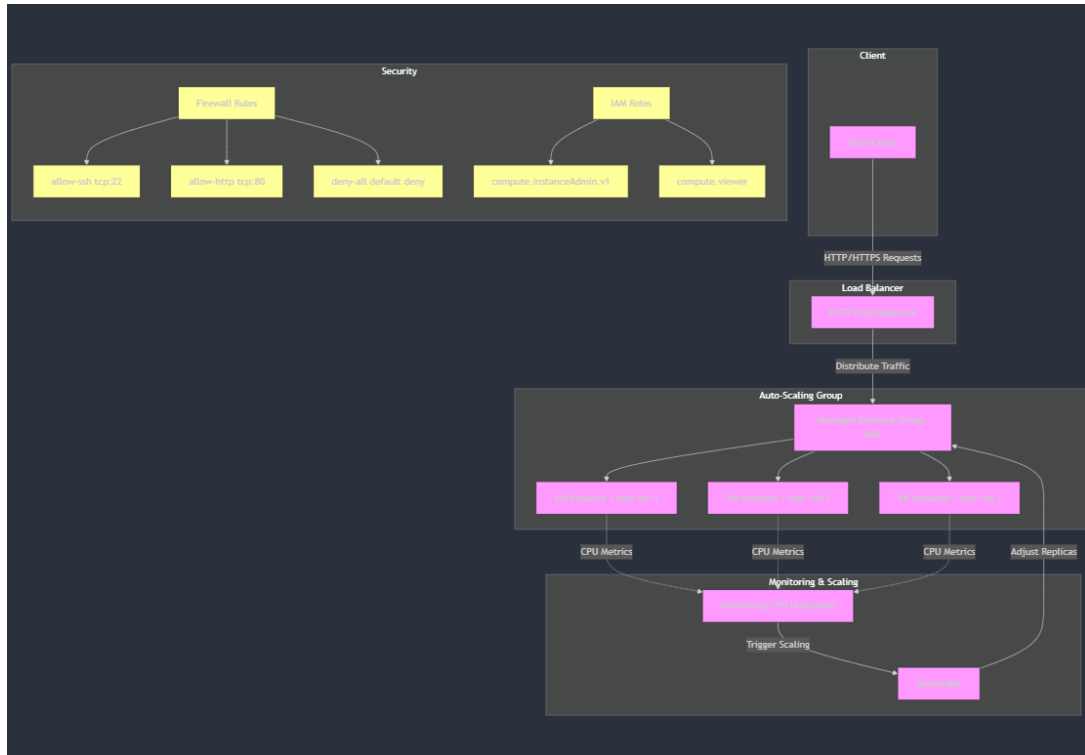 Client
Security
Firewall Rules
IAM Roles
User/Client
allow-ssh tcp:22
allow-http tcp:80
deny-all default deny
compute.instanceAdmin.v1
compute.viewer
HTTP/HTTPS Requests
Load Balancer
HTTP Load Balancer
Distribute Traffic
Auto-Scaling Group
Managed Instance Group
VM Instance 1
VM Instance 2
VM Instance 3
CPU Metrics
CPU Metrics
CPU Metrics
Adjust Replicas
Monitoring & Scaling
Monitoring CPU Utilization
Trigger Scaling
Autoscaler